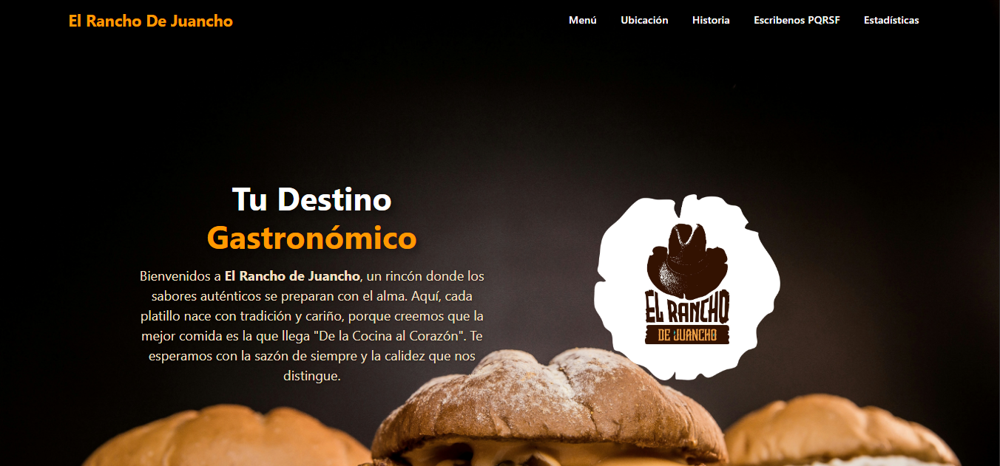 El Rancho De Juancho
Menú Ubicación Historia Escribenos PQRSF Estadísticas
Tu Destino
Gastronómico
Bienvenidos a El Rancho de Juancho, un rincón donde los
sabores auténticos se preparan con el alma. Aquí, cada
platillo nace con tradición y cariño, porque creemos que la
mejor comida es la que llega "De la Cocina al Corazón". Te
esperamos con la sazón de siempre y la calidez que nos
distingue.
EL RANCHO
DE JUANCHO